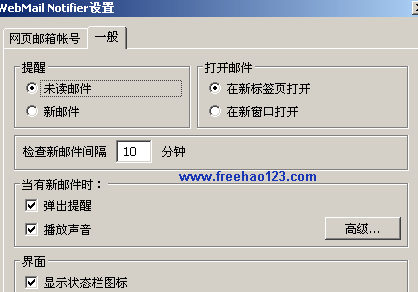 WebMail Notifier设置
网页邮箱帐号 一般
提醒 打开邮件
未读邮件 在新标签页打开
新邮件 在新窗口打开
检查新邮件间隔 10 分钟
www.freehao123.com
当有新邮件时：
弹出提醒
播放声音 高级...
界面
显示状态栏图标